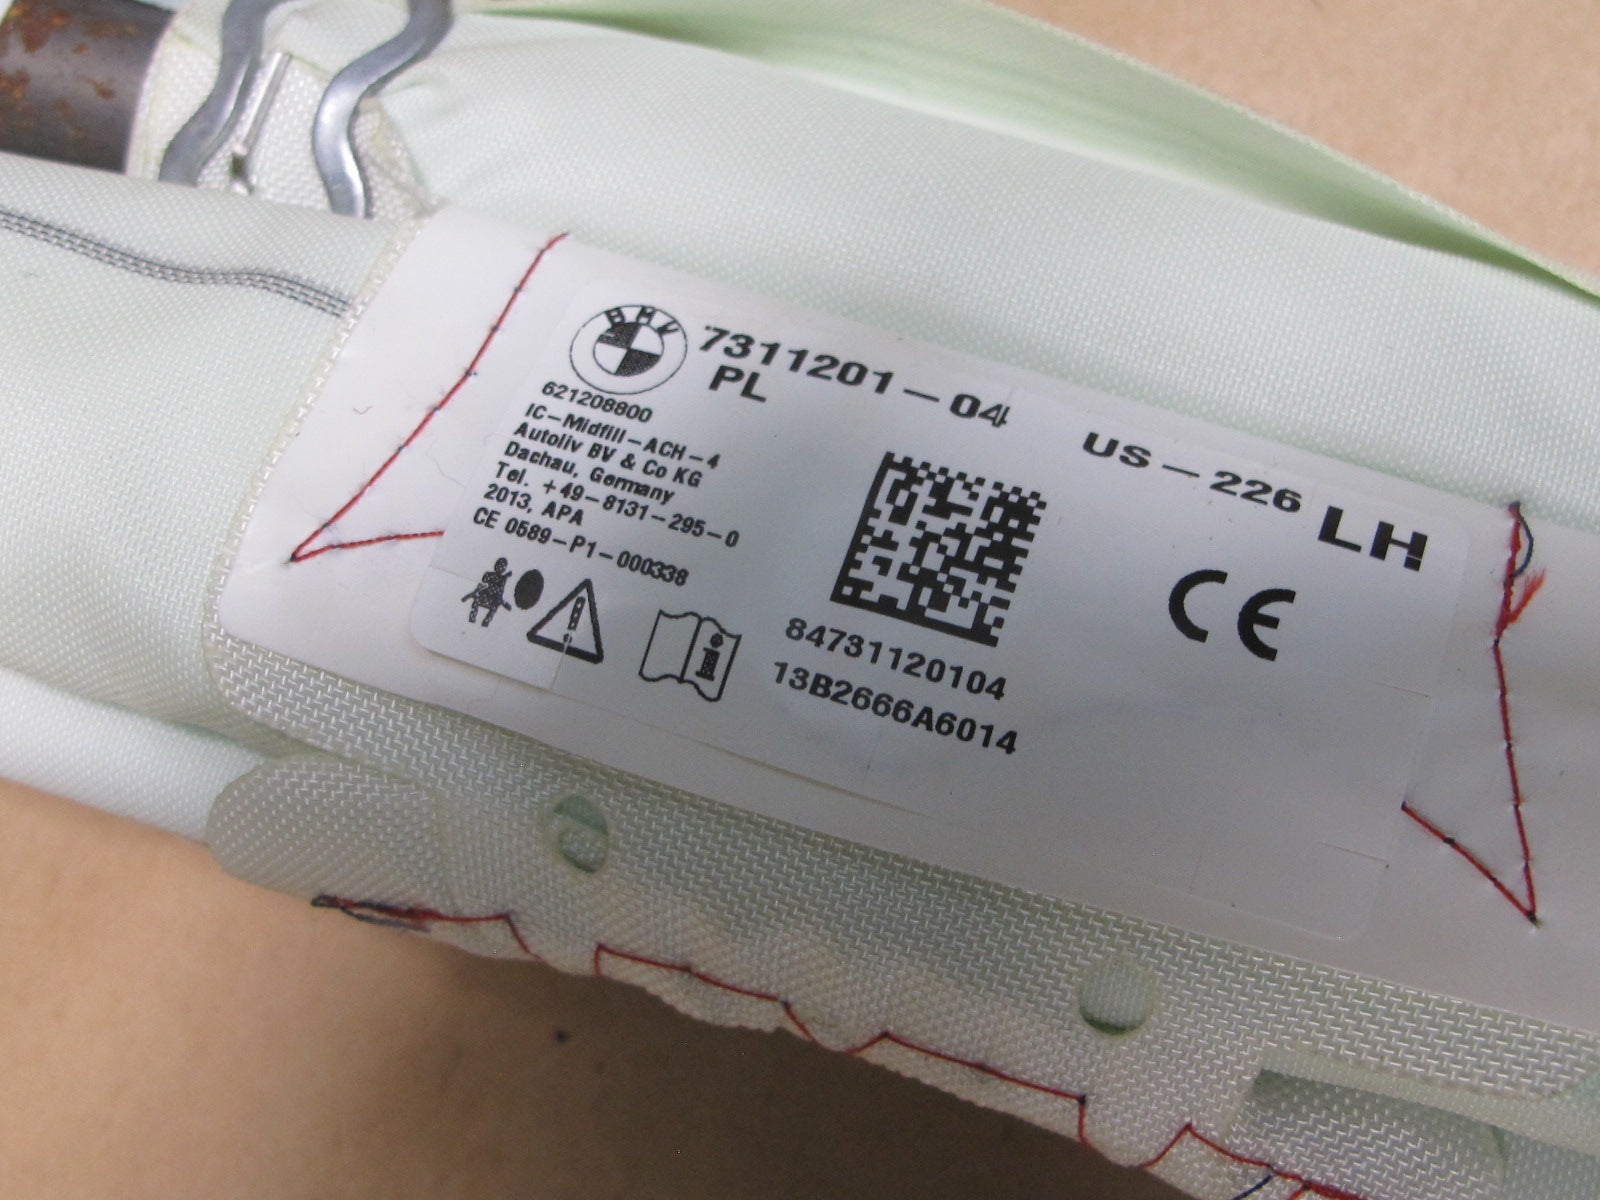 BMW
7311201-04
PL
US-226 LH
621208800
IC-Midfill-ACH-4
Autoliv BV & Co KG
Dachau, Germany
Tel. +49-8131-295-0
2013, APA
CE 0589-P1-000338
CE
84731120104
13B2666A6014